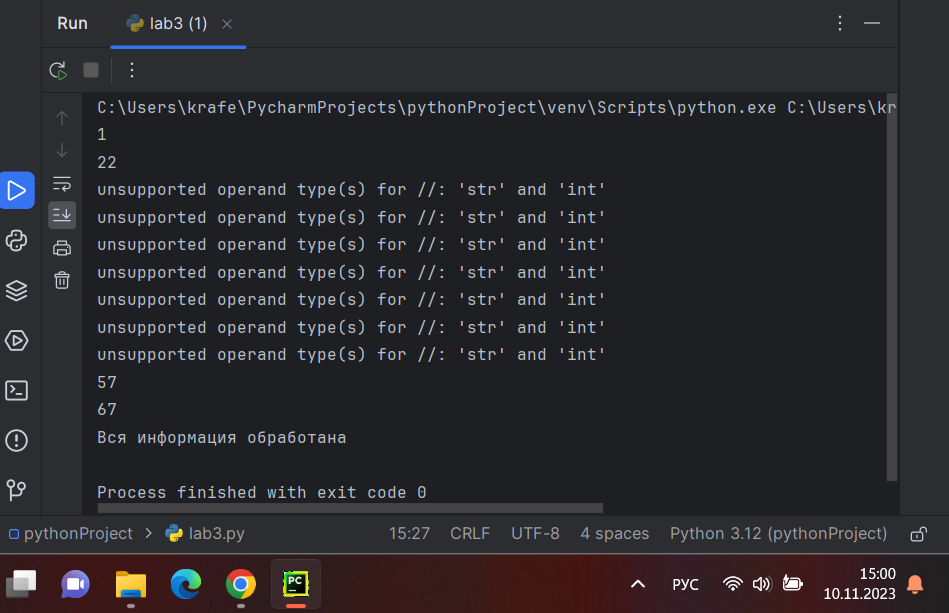 Run
lab3 (1)
C:\Users\krafe\PycharmProjects\pythonProject\venv\Scripts\python.exe C:\Users\kr
1
22
unsupported operand type(s) for //: 'str' and 'int'
unsupported operand type(s) for //: 'str' and 'int'
unsupported operand type(s) for //: 'str' and 'int'
unsupported operand type(s) for //: 'str' and 'int'
unsupported operand type(s) for //: 'str' and 'int'
unsupported operand type(s) for //: 'str' and 'int'
unsupported operand type(s) for //: 'str' and 'int'
57
67
Вся информация обработана
Process finished with exit code 0
pythonProject > lab3.py 15:27 CRLF UTF-8 4 spaces Python 3.12 (pythonProject)
PC
РУС
15:00
10.11.2023